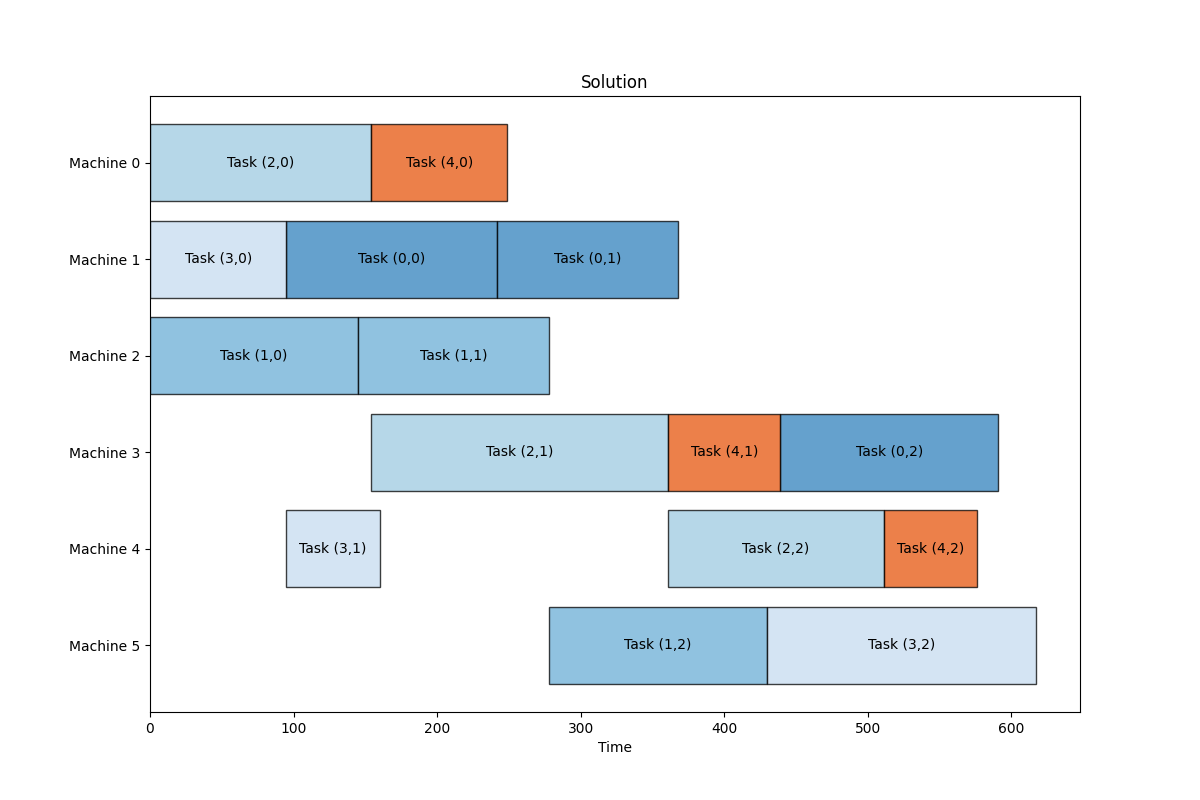 Solution
Machine 0
Task (2,0)
Task (4,0)
Machine 1
Task (3,0)
Task (0,0)
Task (0,1)
Machine 2
Task (1,0)
Task (1,1)
Machine 3
Task (2,1)
Task (4,1)
Task (0,2)
Machine 4
Task (3,1)
Task (2,2)
Task (4,2)
Machine 5
Task (1,2)
Task (3,2)
0 100 200 300 400 500 600
Time